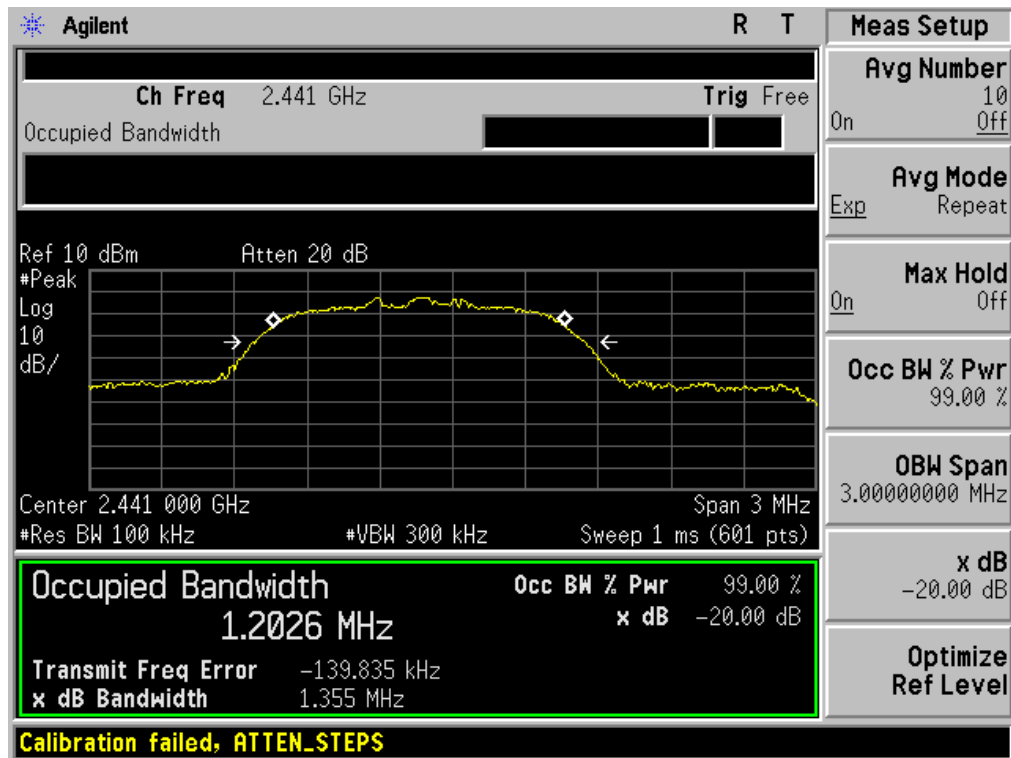 Agilent R T Meas Setup
Ch Freq 2.441 GHz Trig Free
Occupied Bandwidth
Ref 10 dBm Atten 20 dB
#Peak
Log
10
dB/
Center 2.441 000 GHz Span 3 MHz
#Res BW 100 kHz #VBW 300 kHz Sweep 1 ms (601 pts)
Occupied Bandwidth Occ BW % Pwr 99.00 %
1.2026 MHz x dB -20.00 dB
Transmit Freq Error -139.835 kHz
x dB Bandwidth 1.355 MHz
Calibration failed, ATTEN_STEPS
Avg Number
10
On Off
Avg Mode
Exp Repeat
Max Hold
On Off
Occ BW % Pwr
99.00 %
OBW Span
3.00000000 MHz
x dB
-20.00 dB
Optimize
Ref Level